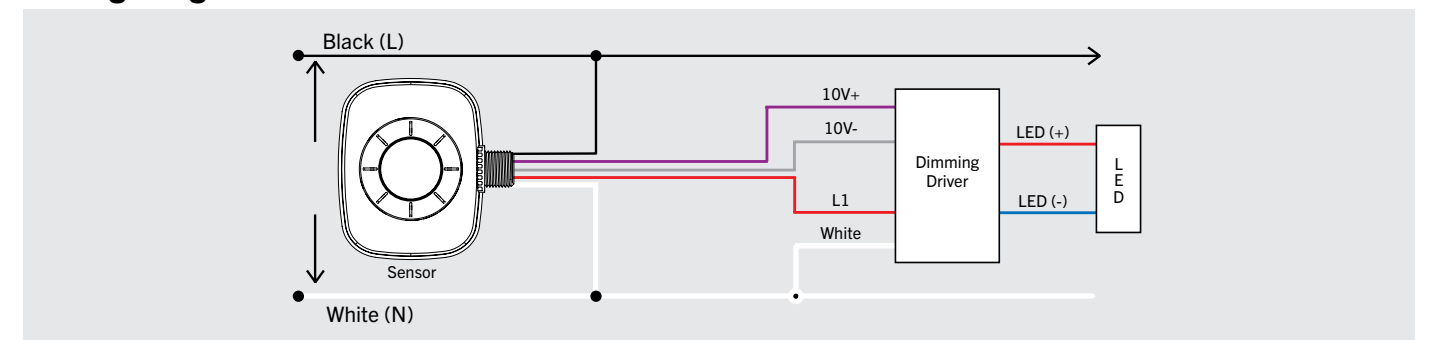 Black (L)
10V+
10V-
LED (+)
Dimming
Driver
L
E
D
L1
LED (-)
White
Sensor
White (N)